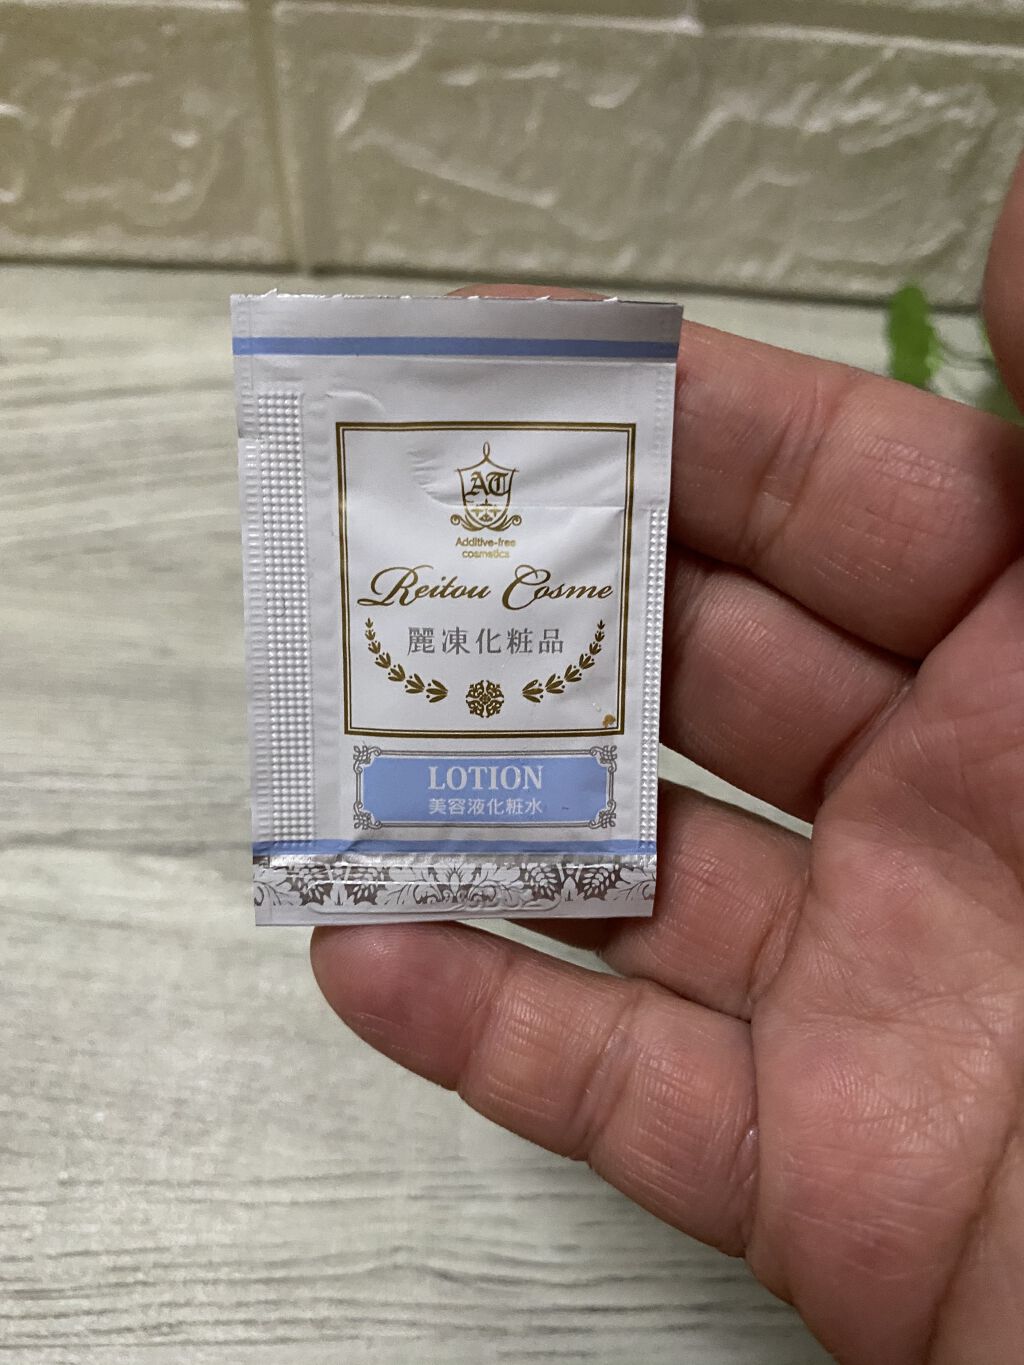 AT
Additive-free
cosmetics
Reitou Cosme
麗凍化粧品
LOTION
美容液化粧水